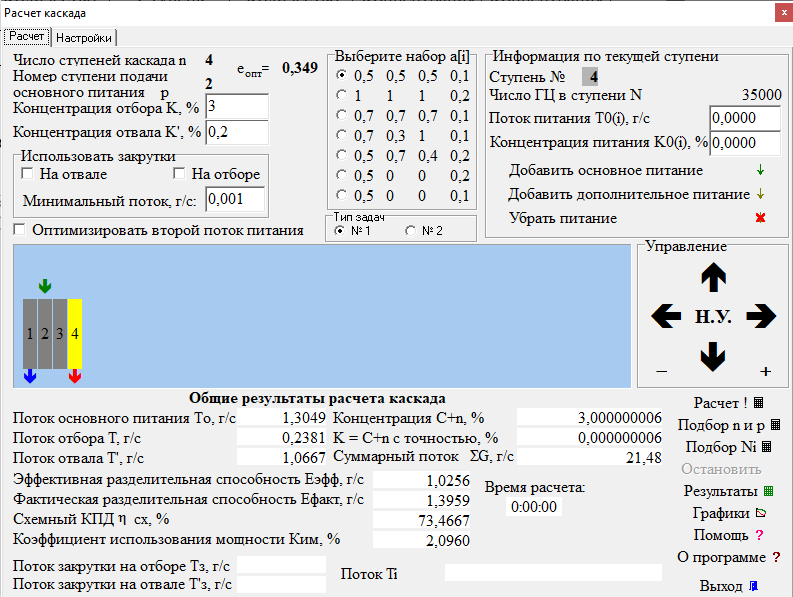 Расчет каскада
Расчет Настройки
Число ступеней каскада n 4
eопт= 0,349
Номер ступени подачи
основного питания p 2
Концентрация отбора K, % 3
Концентрация отвала K', % 0,2
Использовать закрутки
На отвале На отборе
Минимальный поток, г/с: 0,001
Оптимизировать второй поток питания
Выберите набор a[i]
0,5 0,5 0,5 0,1
1 1 1 0,2
0,7 0,7 0,7 0,1
0,7 0,3 1 0,1
0,5 0,7 0,4 0,2
0,5 0 0 0,2
0,5 0 0 0,1
Тип задач
№ 1 № 2
Информация по текущей ступени
Ступень № 4
Число ГЦ в ступени N 35000
Поток питания T0(i), г/с 0,0000
Концентрация питания K0(i), % 0,0000
Добавить основное питание
Добавить дополнительное питание
Убрать питание
1 2 3 4
Управление
Н.У.
− +
Общие результаты расчета каскада
Поток основного питания To, г/с 1,3049
Поток отбора T, г/с 0,2381
Поток отвала T', г/с 1,0667
Концентрация C+n, % 3,000000006
K = C+n с точностью, % 0,000000006
Суммарный поток ΣG, г/с 21,48
Эффективная разделительная способность Eэфф, г/с 1,0256
Фактическая разделительная способность Eфакт, г/с 1,3959
Схемный КПД η сх, % 73,4667
Коэффициент использования мощности Kим, % 2,0960
Время расчета:
0:00:00
Поток закрутки на отборе Tз, г/с
Поток закрутки на отвале T'з, г/с
Поток Ti
Расчет !
Подбор n и p
Подбор Ni
Остановить
Результаты
Графики
Помощь ?
О программе ?
Выход